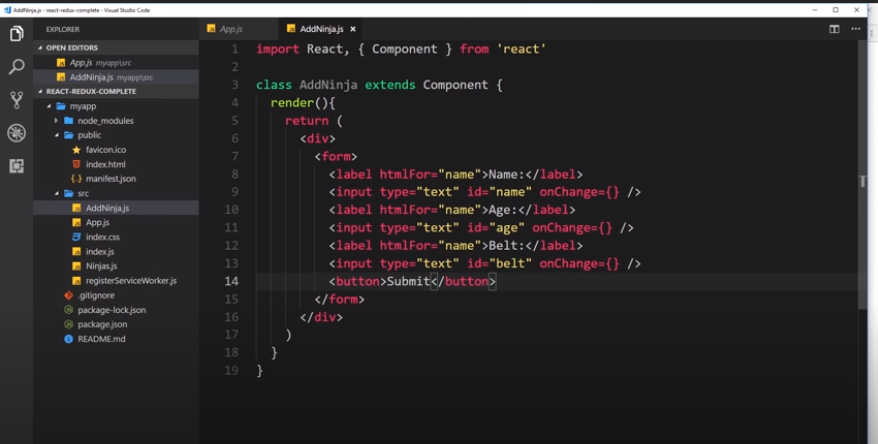 AddNinja.js - react-redux-complete - Visual Studio Code
EXPLORER
OPEN EDITORS
App.js myapp\src
AddNinja.js myapp\src
REACT-REDUX-COMPLETE
myapp
node_modules
public
favicon.ico
index.html
manifest.json
src
AddNinja.js
App.js
index.css
index.js
Ninjas.js
registerServiceWorker.js
.gitignore
package-lock.json
package.json
README.md
App.js
AddNinja.js
1 import React, { Component } from 'react'
2
3 class AddNinja extends Component {
4 render(){
5 return (
6 <div>
7 <form>
8 <label htmlFor="name">Name:</label>
9 <input type="text" id="name" onChange={} />
10 <label htmlFor="name">Age:</label>
11 <input type="text" id="age" onChange={} />
12 <label htmlFor="name">Belt:</label>
13 <input type="text" id="belt" onChange={} />
14 <button>Submit</button>
15 </form>
16 </div>
17 )
18 }
19 }